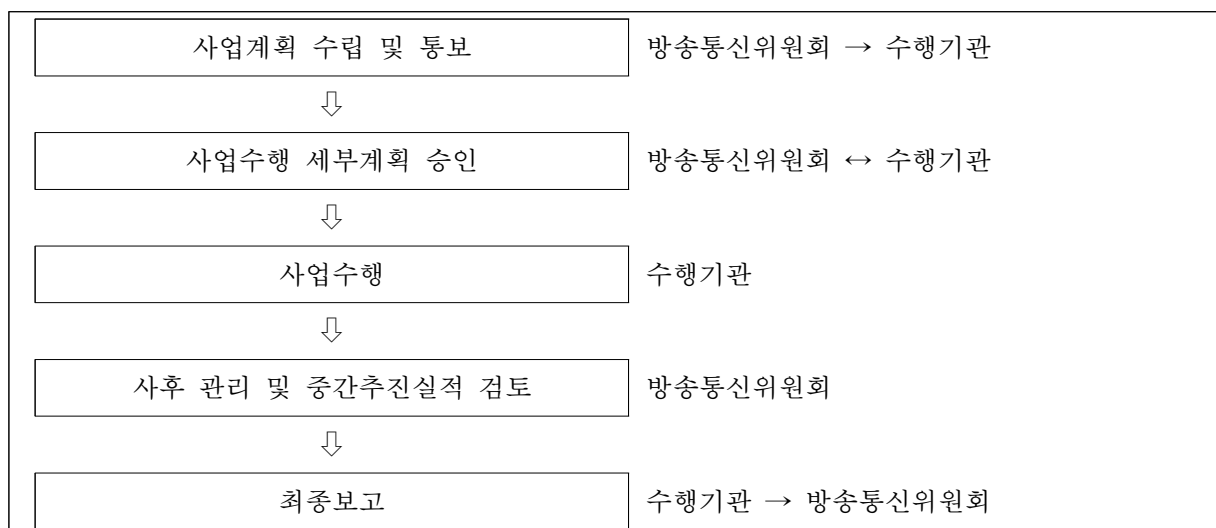 사업계획 수립 및 통보 방송통신위원회 → 수행기관
⇩
사업수행 세부계획 승인 방송통신위원회 ↔ 수행기관
⇩
사업수행 수행기관
⇩
사후 관리 및 중간추진실적 검토 방송통신위원회
⇩
최종보고 수행기관 → 방송통신위원회